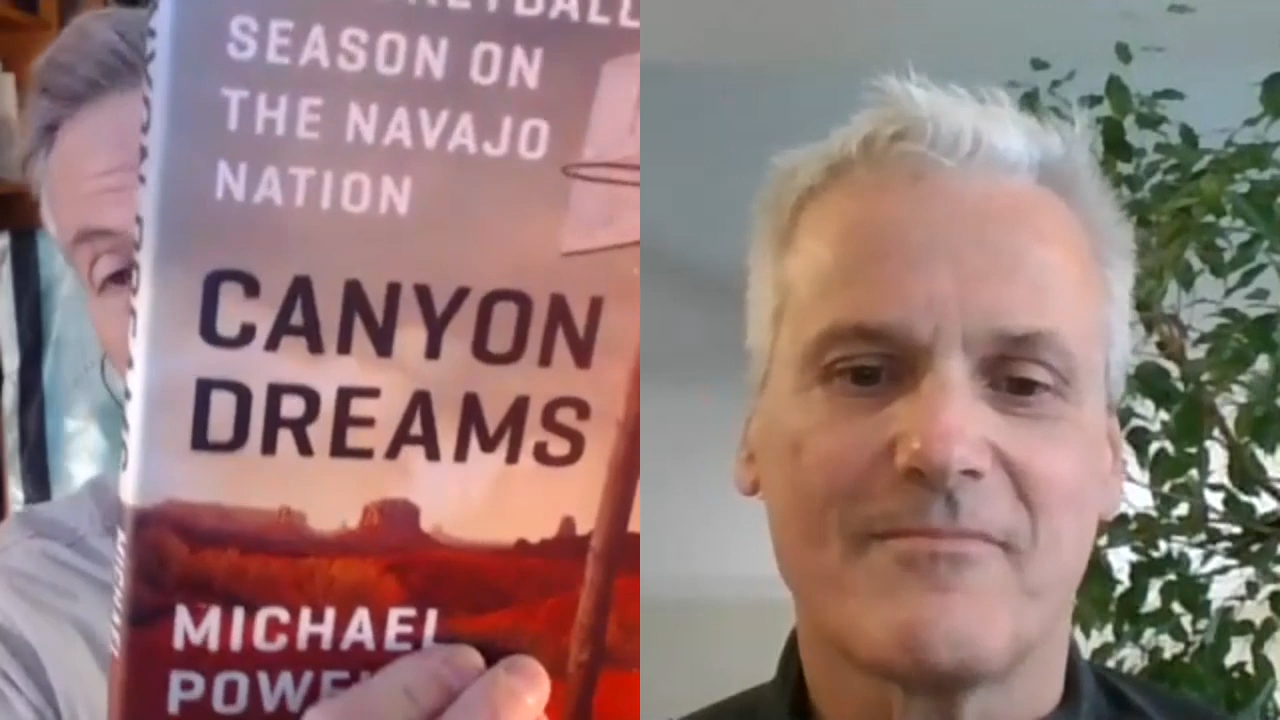 SEASON ON
THE NAVAJO
NATION
CANYON
DREAMS
MICHAEL